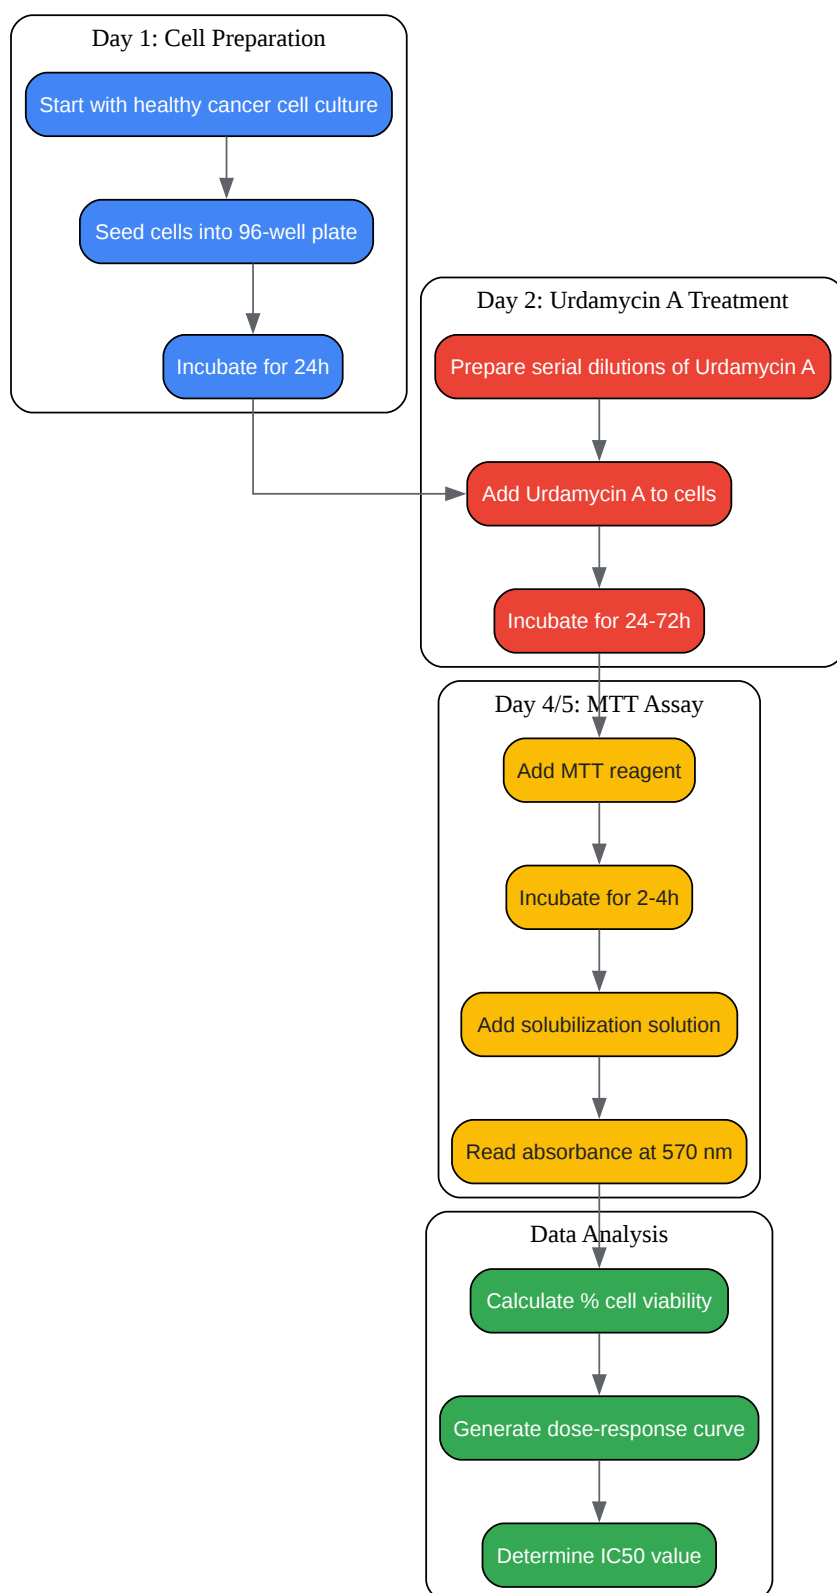 Day 1: Cell Preparation
Start with healthy cancer cell culture
Seed cells into 96-well plate
Incubate for 24h
Day 2: Urdamycin A Treatment
Prepare serial dilutions of Urdamycin A
Add Urdamycin A to cells
Incubate for 24-72h
Day 4/5: MTT Assay
Add MTT reagent
Incubate for 2-4h
Add solubilization solution
Read absorbance at 570 nm
Data Analysis
Calculate % cell viability
Generate dose-response curve
Determine IC50 value